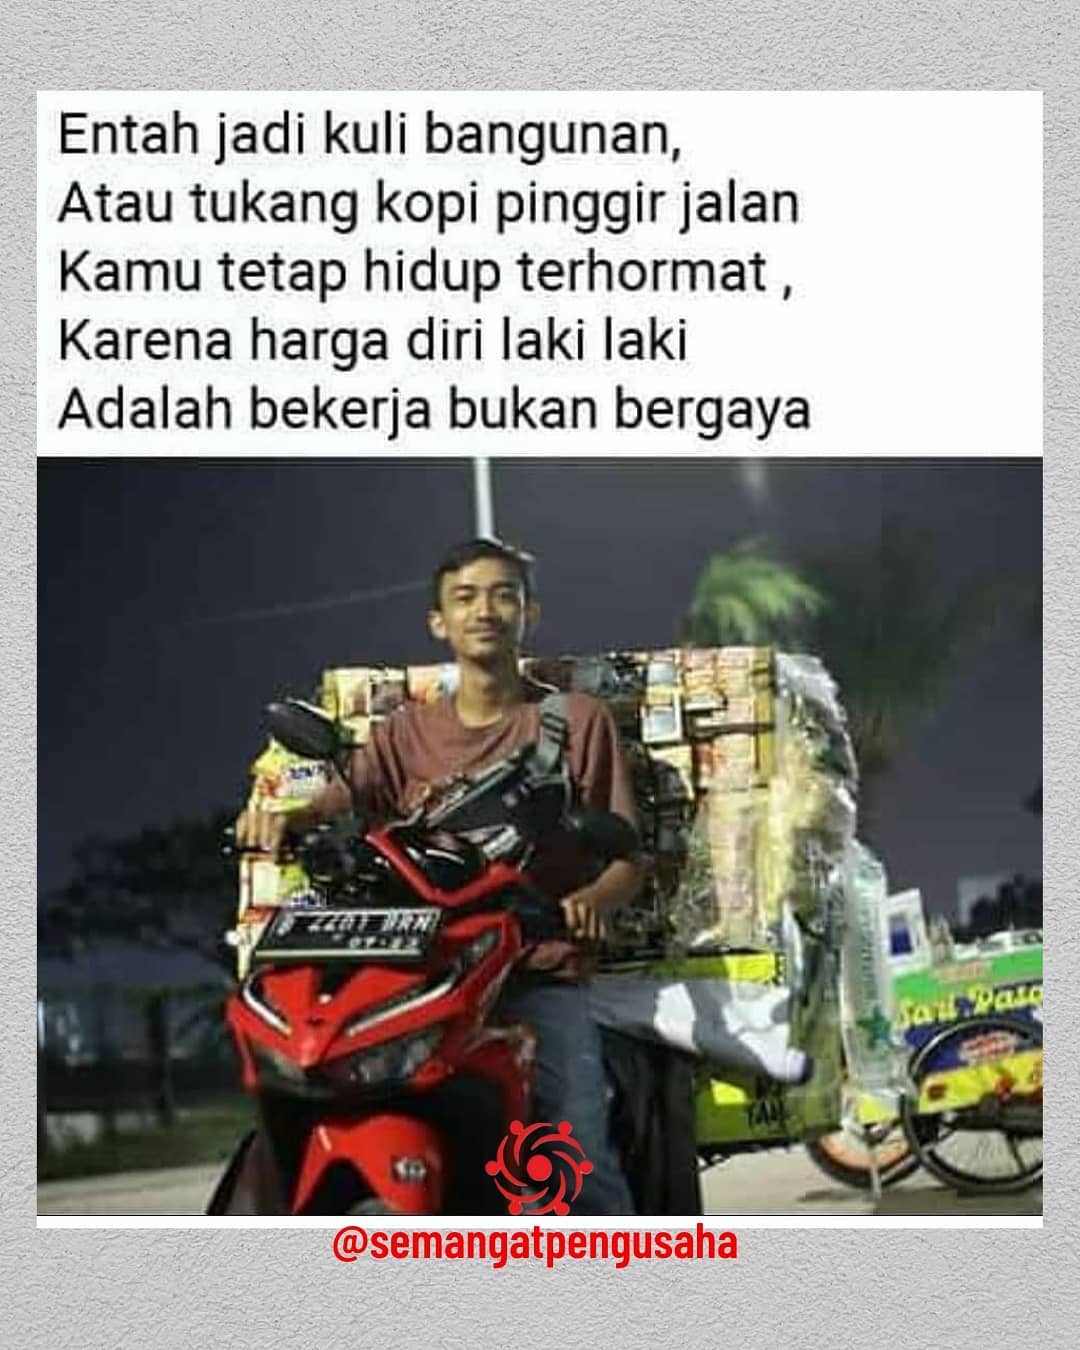 Entah jadi kuli bangunan,
Atau tukang kopi pinggir jalan
Kamu tetap hidup terhormat ,
Karena harga diri laki laki
Adalah bekerja bukan bergaya
@semangatpengusaha